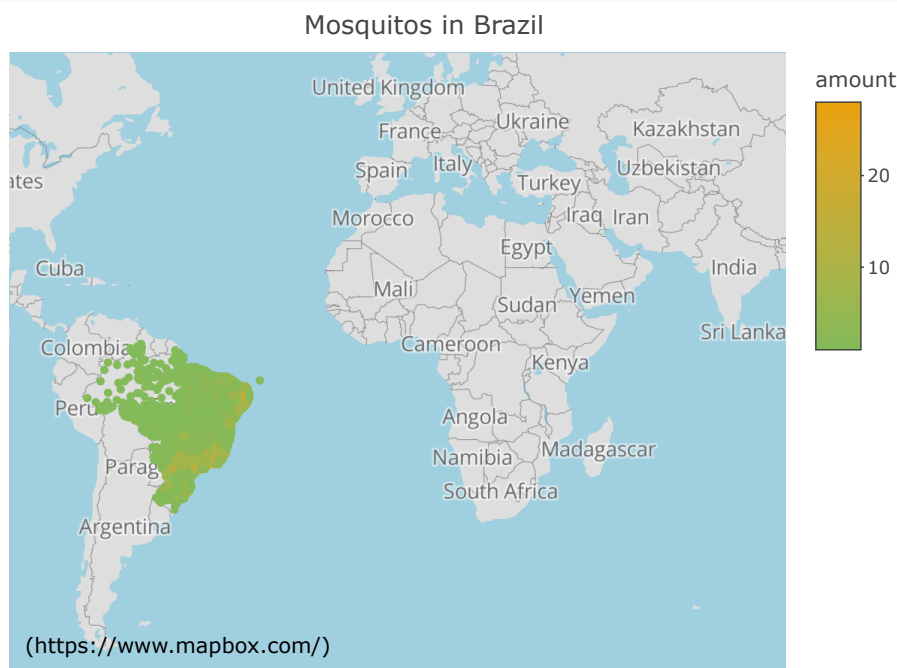 Mosquitos in Brazil
amount
20
10
United Kingdom
Ukraine
France
Kazakhstan
Italy
Spain
Uzbekistan
ates
Turkey
Morocco
Iraq
Iran
Egypt
Cuba
India
Mali
Yemen
Sudan
Sri Lanka
Colombia
Cameroon
Kenya
Peru
Angola
Madagascar
Namibia
Parag
South Africa
Argentina
(https://www.mapbox.com/)